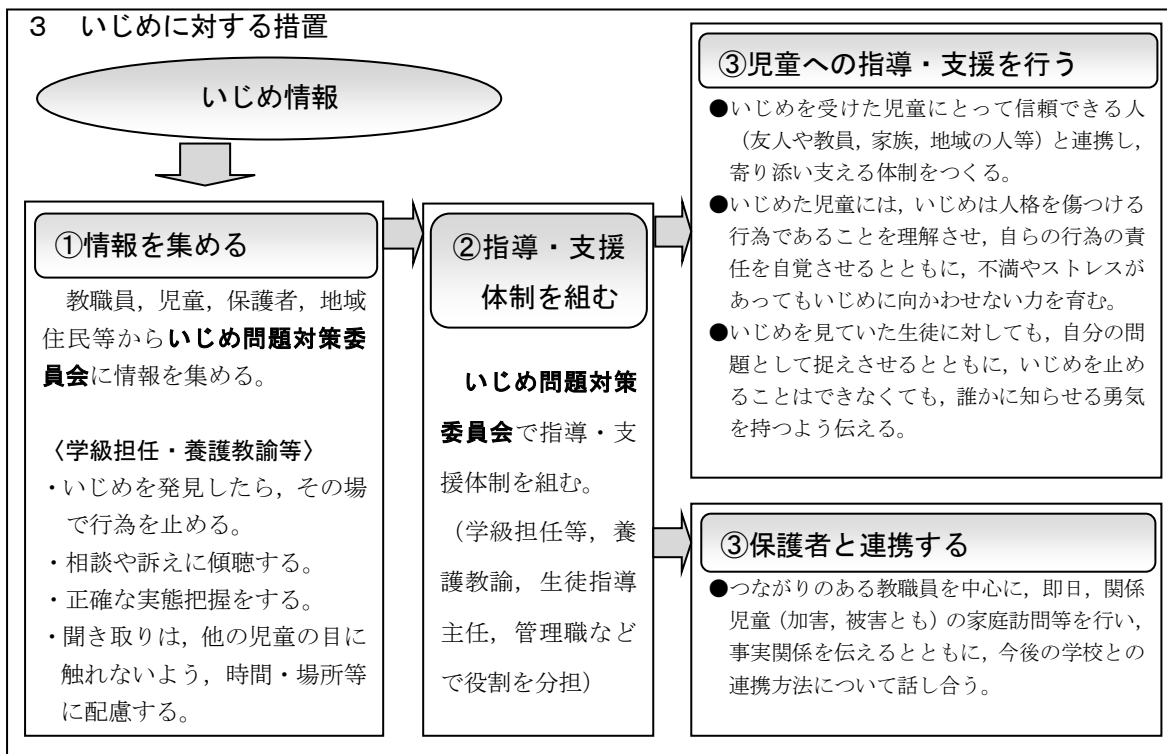 ３　いじめに対する措置
いじめ情報
①情報を集める
教職員，児童，保護者，地域
住民等からいじめ問題対策委
員会に情報を集める。
〈学級担任・養護教諭等〉
・いじめを発見したら，その場
で行為を止める。
・相談や訴えに傾聴する。
・正確な実態把握をする。
・聞き取りは，他の児童の目に
触れないよう，時間・場所等
に配慮する。
②指導・支援
体制を組む
いじめ問題対策
委員会で指導・支
援体制を組む。
（学級担任等，養
護教諭，生徒指導
主任，管理職など
で役割を分担）
③児童への指導・支援を行う
●いじめを受けた児童にとって信頼できる人
（友人や教員，家族，地域の人等）と連携し，
寄り添い支える体制をつくる。
●いじめた児童には，いじめは人格を傷つける
行為であることを理解させ，自らの行為の責
任を自覚させるとともに，不満やストレスが
あってもいじめに向かわせない力を育む。
●いじめを見ていた生徒に対しても，自分の問
題として捉えさせるとともに，いじめを止め
ることはできなくても，誰かに知らせる勇気
を持つよう伝える。
③保護者と連携する
●つながりのある教職員を中心に，即日，関係
児童（加害，被害とも）の家庭訪問等を行い，
事実関係を伝えるとともに，今後の学校との
連携方法について話し合う。